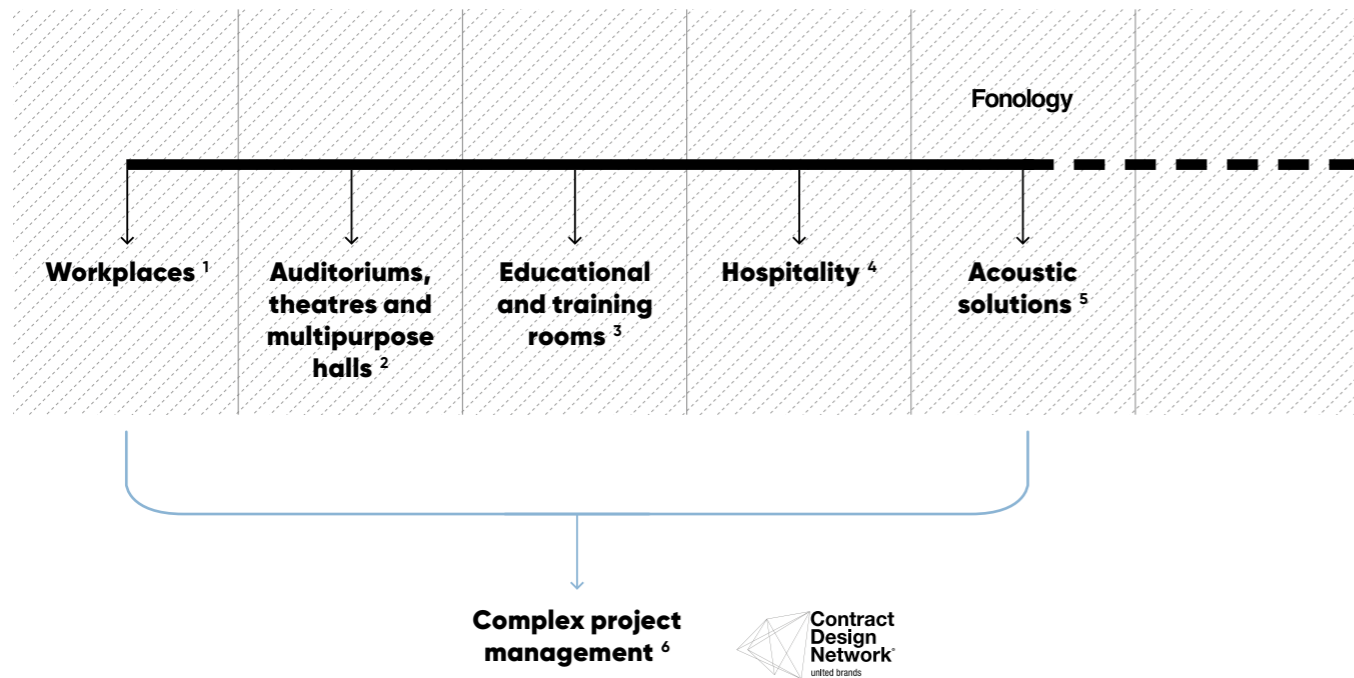 Fonology
Workplaces 1
Auditoriums,
theatres and
multipurpose
halls 2
Educational
and training
rooms 3
Hospitality 4
Acoustic
solutions 5
Complex project
management 6
Contract
Design
Network®
united brands